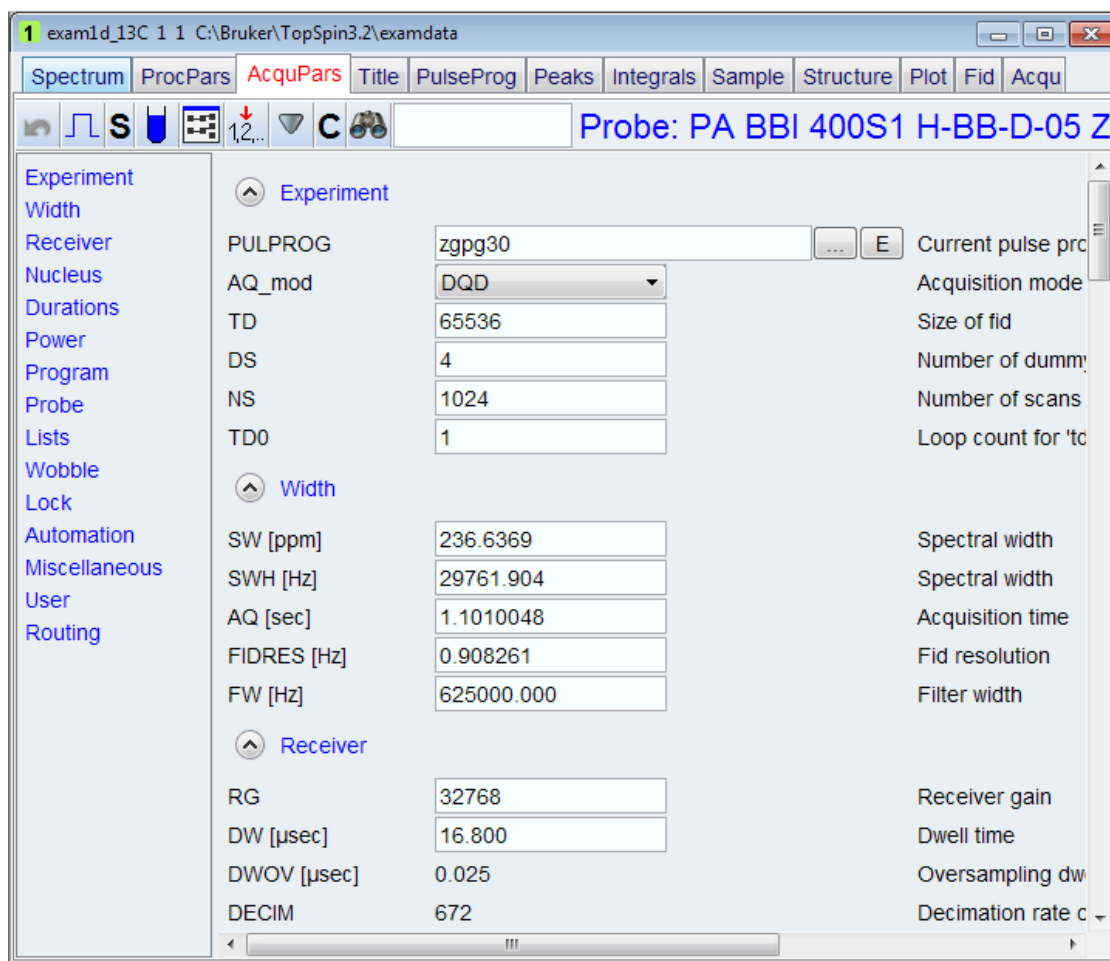 1 exam1d_13C 1 1 C:\Bruker\TopSpin3.2\examdata
Spectrum ProcPars AcquPars Title PulseProg Peaks Integrals Sample Structure Plot Fid Acqu
S 1,2,.. C Probe: PA BBI 400S1 H-BB-D-05 Z
Experiment
Width
Receiver
Nucleus
Durations
Power
Program
Probe
Lists
Wobble
Lock
Automation
Miscellaneous
User
Routing
Experiment
PULPROG zgpg30 ... E Current pulse pro
AQ_mod DQD Acquisition mode
TD 65536 Size of fid
DS 4 Number of dummy
NS 1024 Number of scans
TD0 1 Loop count for 'td
Width
SW [ppm] 236.6369 Spectral width
SWH [Hz] 29761.904 Spectral width
AQ [sec] 1.1010048 Acquisition time
FIDRES [Hz] 0.908261 Fid resolution
FW [Hz] 625000.000 Filter width
Receiver
RG 32768 Receiver gain
DW [µsec] 16.800 Dwell time
DWOV [µsec] 0.025 Oversampling dw
DECIM 672 Decimation rate o